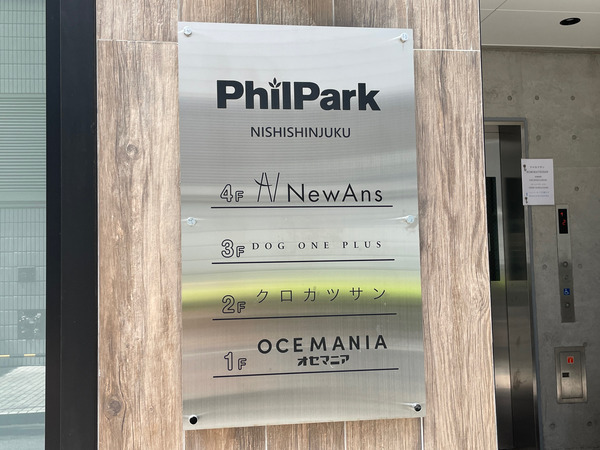 PhilPark
NISHISHINJUKU
4F NewAns
3F DOG ONE PLUS
2F クロカツサン
1F OCEMANIA
オセマニア